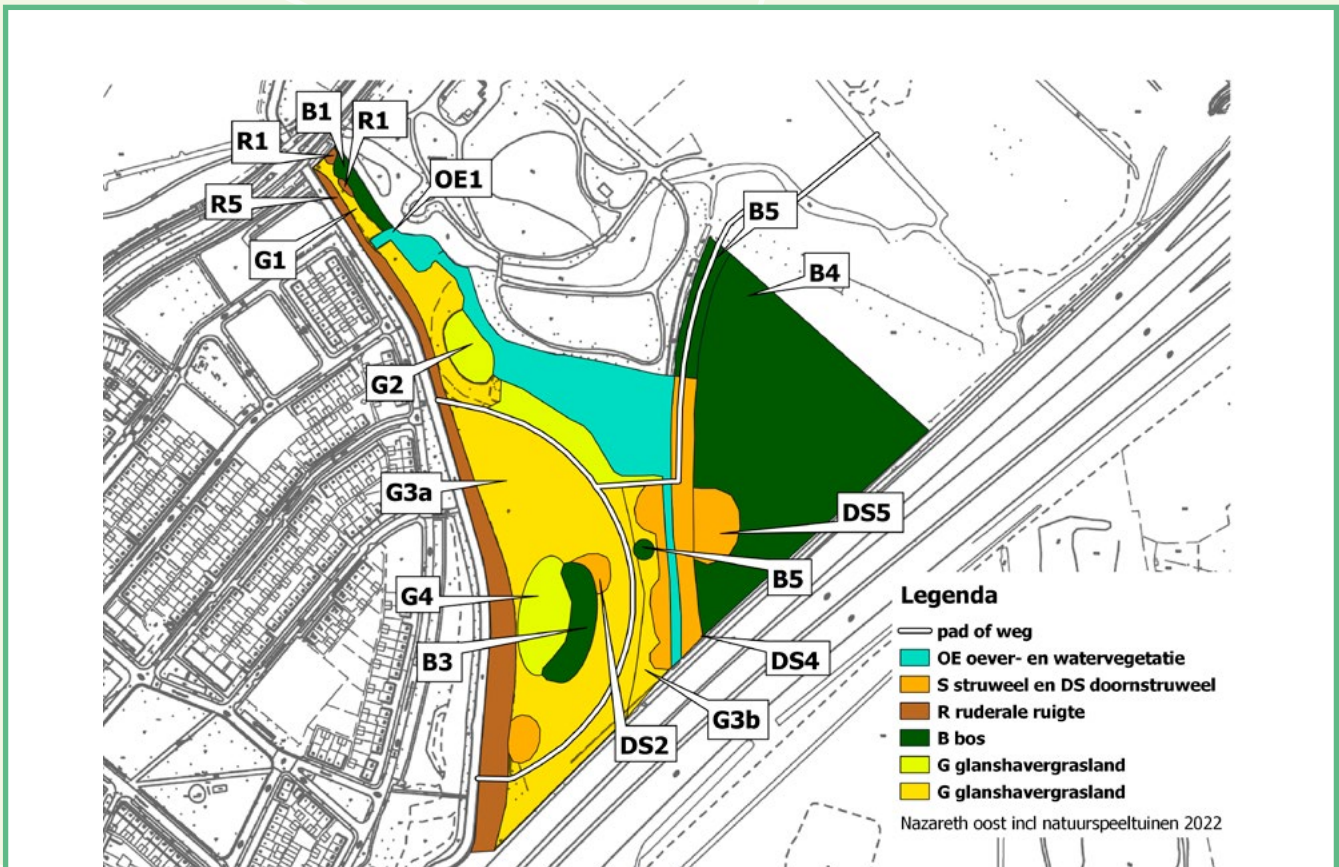 B1
R1
R1
OE1
R5
B5
G1
B4
G2
G3a
DS5
G4
B5
B3
DS4
G3b
DS2
Legenda
pad of weg
OE oever- en watervegetatie
S struweel en DS doornstruweel
R ruderale ruigte
B bos
G glanshavergrasland
G glanshavergrasland
Nazareth oost incl natuurspeeltuinen 2022